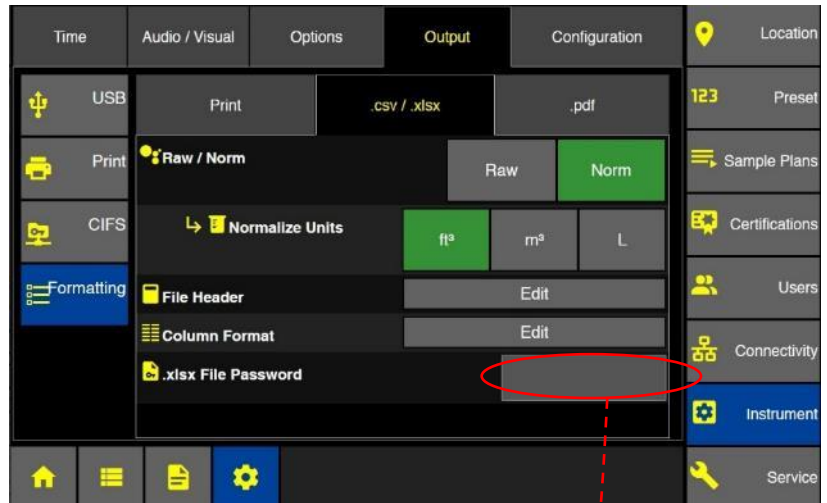 Time Audio / Visual Options Output Configuration Location
USB Print .csv / .xlsx .pdf 123 Preset
Print Raw / Norm Raw Norm Sample Plans
CIFS Normalize Units ft³ m³ L Certifications
Formatting File Header Edit Users
Column Format Edit Connectivity
.xlsx File Password
Instrument
Service